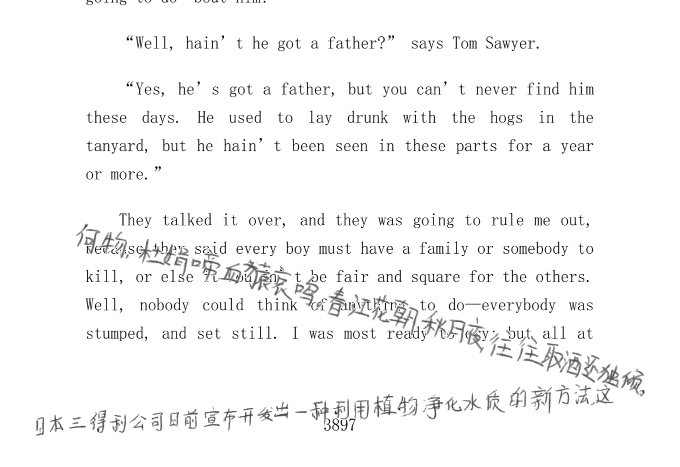 going to do 'bout him.
“Well, hain’t he got a father?” says Tom Sawyer.
“Yes, he’s got a father, but you can’t never find him
these days. He used to lay drunk with the hogs in the
tanyard, but he hain’t been seen in these parts for a year
or more.”
They talked it over, and they was going to rule me out,
because they said every boy must have a family or somebody to
kill, or else it wouldn’t be fair and square for the others.
Well, nobody could think of anything to do—everybody was
stumped, and set still. I was most ready to cry; but all at
何物,杜鹃啼血猿哀鸣,春江花朝秋月夜,往往取酒还独倾,
日本三得利公司日前宣布开发出一种利用植物净化水质的新方法,这
3897